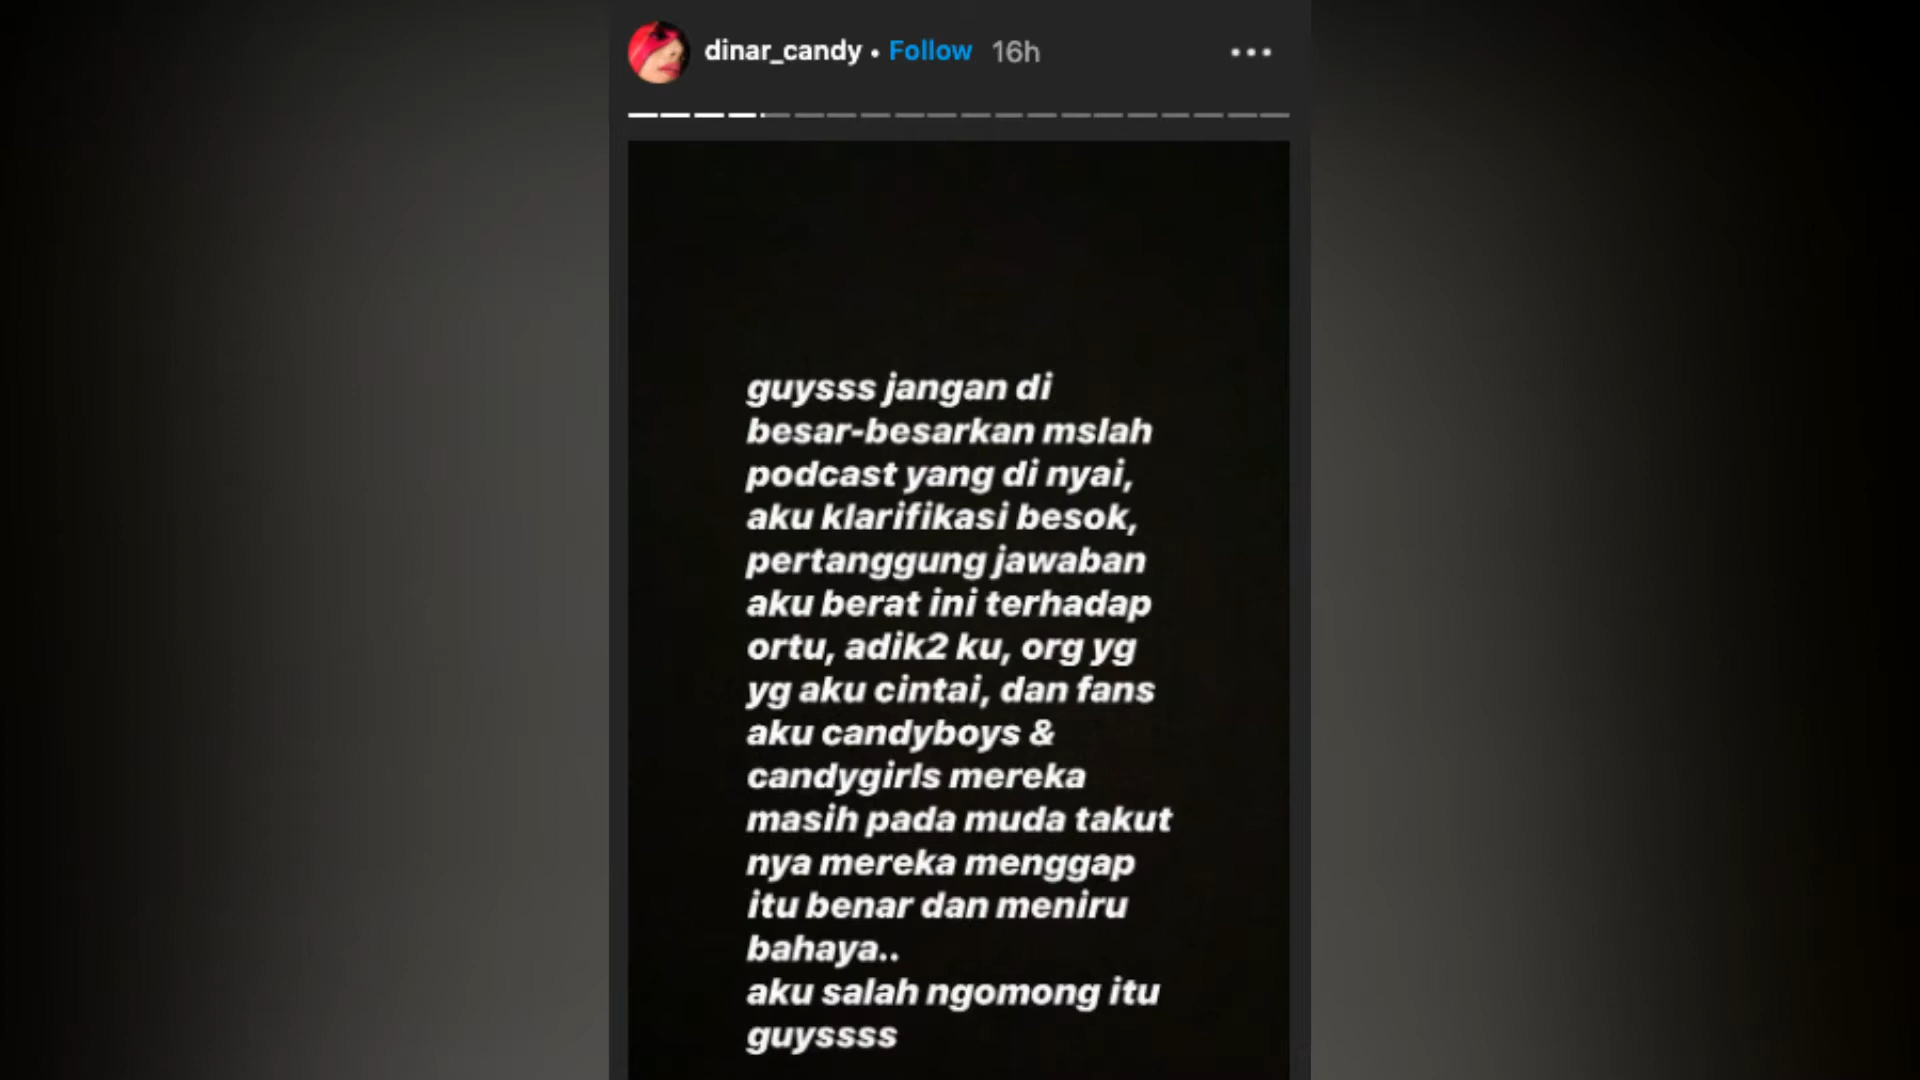 dinar_candy • Follow 16h
guysss jangan di
besar-besarkan mslah
podcast yang di nyai,
aku klarifikasi besok,
pertanggung jawaban
aku berat ini terhadap
ortu, adik2 ku, org yg
yg aku cintai, dan fans
aku candyboys &
candygirls mereka
masih pada muda takut
nya mereka menggap
itu benar dan meniru
bahaya..
aku salah ngomong itu
guyssss